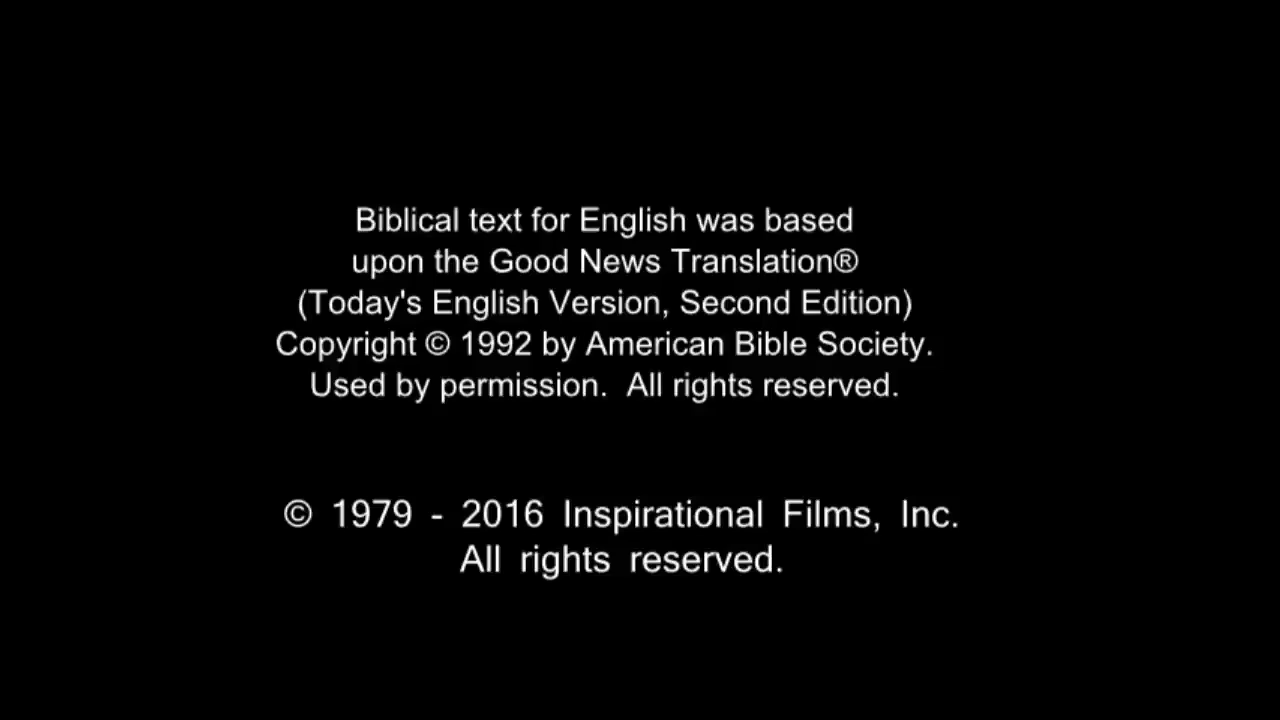 Biblical text for English was based
upon the Good News Translation®
(Today's English Version, Second Edition)
Copyright © 1992 by American Bible Society.
Used by permission.  All rights reserved.
© 1979 - 2016 Inspirational Films, Inc.
All rights reserved.